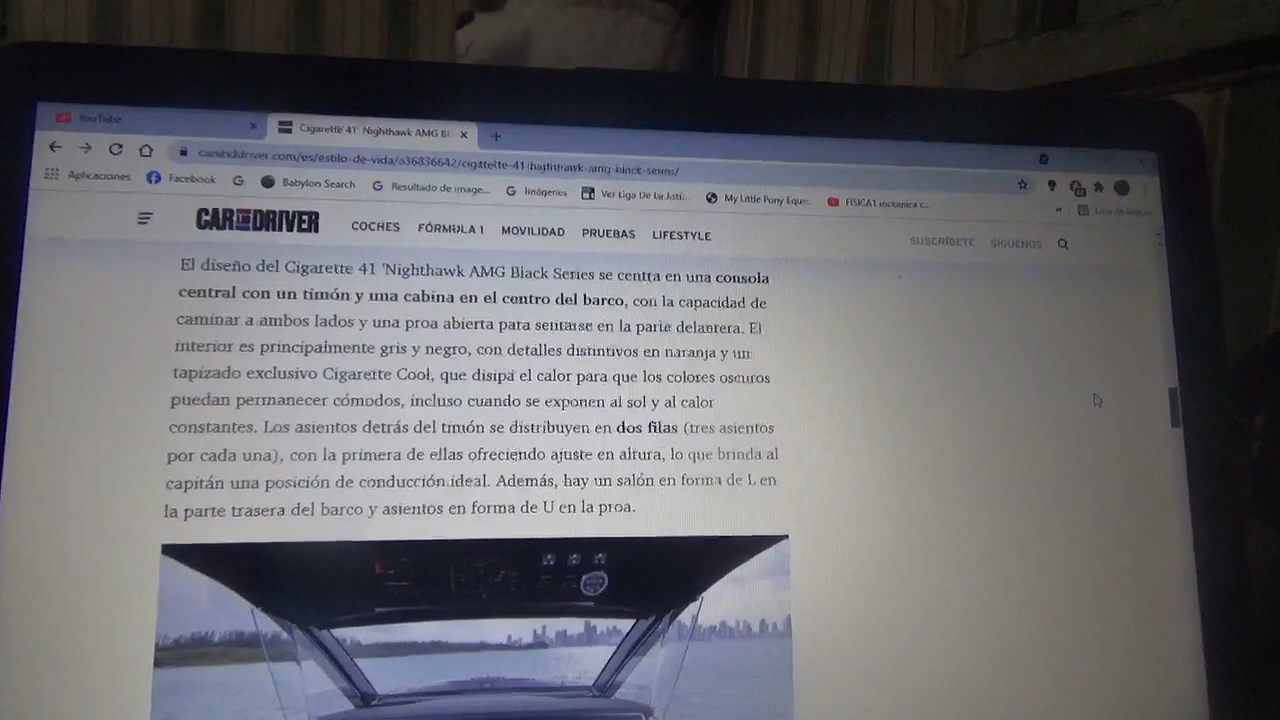 YouTube
Cigarette 41' Nighthawk AMG Bl
caranddriver.com/es/estilo-de-vida/a36836642/cigarette-41-nighthawk-amg-black-series/
Aplicaciones Facebook Babylon Search Resultado de image... Imágenes Ver Liga De La Justi... My Little Pony Eque... FISICA1 mecanica c...
» Lista de lectura
CAR AND DRIVER COCHES FÓRMULA 1 MOVILIDAD PRUEBAS LIFESTYLE SUSCRÍBETE SÍGUENOS
El diseño del Cigarette 41 'Nighthawk AMG Black Series se centra en una consola
central con un timón y una cabina en el centro del barco, con la capacidad de
caminar a ambos lados y una proa abierta para sentarse en la parte delantera. El
interior es principalmente gris y negro, con detalles distintivos en naranja y un
tapizado exclusivo Cigarette Cool, que disipa el calor para que los colores oscuros
puedan permanecer cómodos, incluso cuando se exponen al sol y al calor
constantes. Los asientos detrás del timón se distribuyen en dos filas (tres asientos
por cada una), con la primera de ellas ofreciendo ajuste en altura, lo que brinda al
capitán una posición de conducción ideal. Además, hay un salón en forma de L en
la parte trasera del barco y asientos en forma de U en la proa.